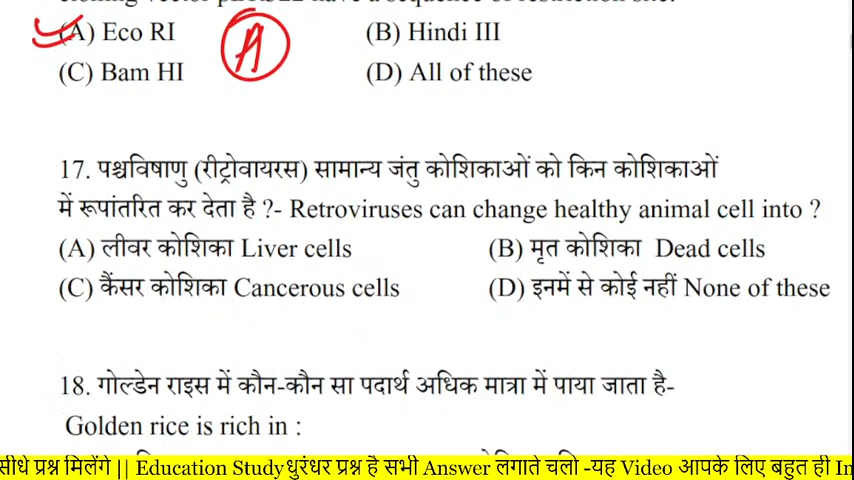 (A) Eco RI (B) Hindi III
A
(C) Bam HI (D) All of these
17. पश्चविषाणु (रीट्रोवायरस) सामान्य जंतु कोशिकाओं को किन कोशिकाओं
में रूपांतरित कर देता है ?- Retroviruses can change healthy animal cell into ?
(A) लीवर कोशिका Liver cells (B) मृत कोशिका Dead cells
(C) कैंसर कोशिका Cancerous cells (D) इनमें से कोई नहीं None of these
18. गोल्डेन राइस में कौन-कौन सा पदार्थ अधिक मात्रा में पाया जाता है-
Golden rice is rich in :
सीधे प्रश्न मिलेंगे || Education Studyधुरंधर प्रश्न है सभी Answer लगाते चलो -यह Video आपके लिए बहुत ही In